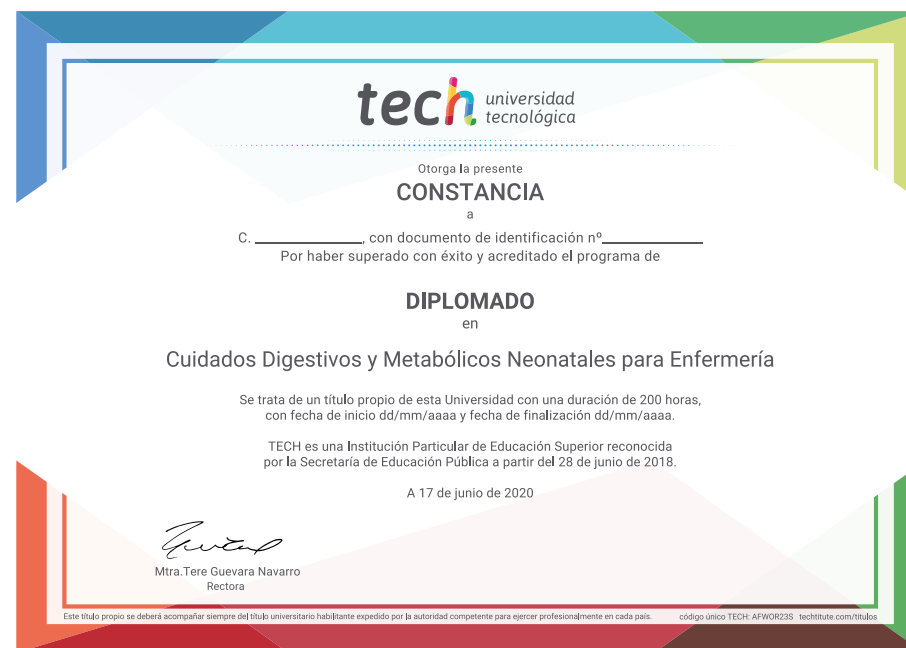 tech universidad
tecnológica
Otorga la presente
CONSTANCIA
a
C. ____________, con documento de identificación nº____________
Por haber superado con éxito y acreditado el programa de
DIPLOMADO
en
Cuidados Digestivos y Metabólicos Neonatales para Enfermería
Se trata de un título propio de esta Universidad con una duración de 200 horas,
con fecha de inicio dd/mm/aaaa y fecha de finalización dd/mm/aaaa.
TECH es una Institución Particular de Educación Superior reconocida
por la Secretaría de Educación Pública a partir del 28 de junio de 2018.
A 17 de junio de 2020
Mtra.Tere Guevara Navarro
Rectora
Este título propio se deberá acompañar siempre del título universitario habilitante expedido por la autoridad competente para ejercer profesionalmente en cada país. código único TECH: AFWOR23S techtitute.com/titulos